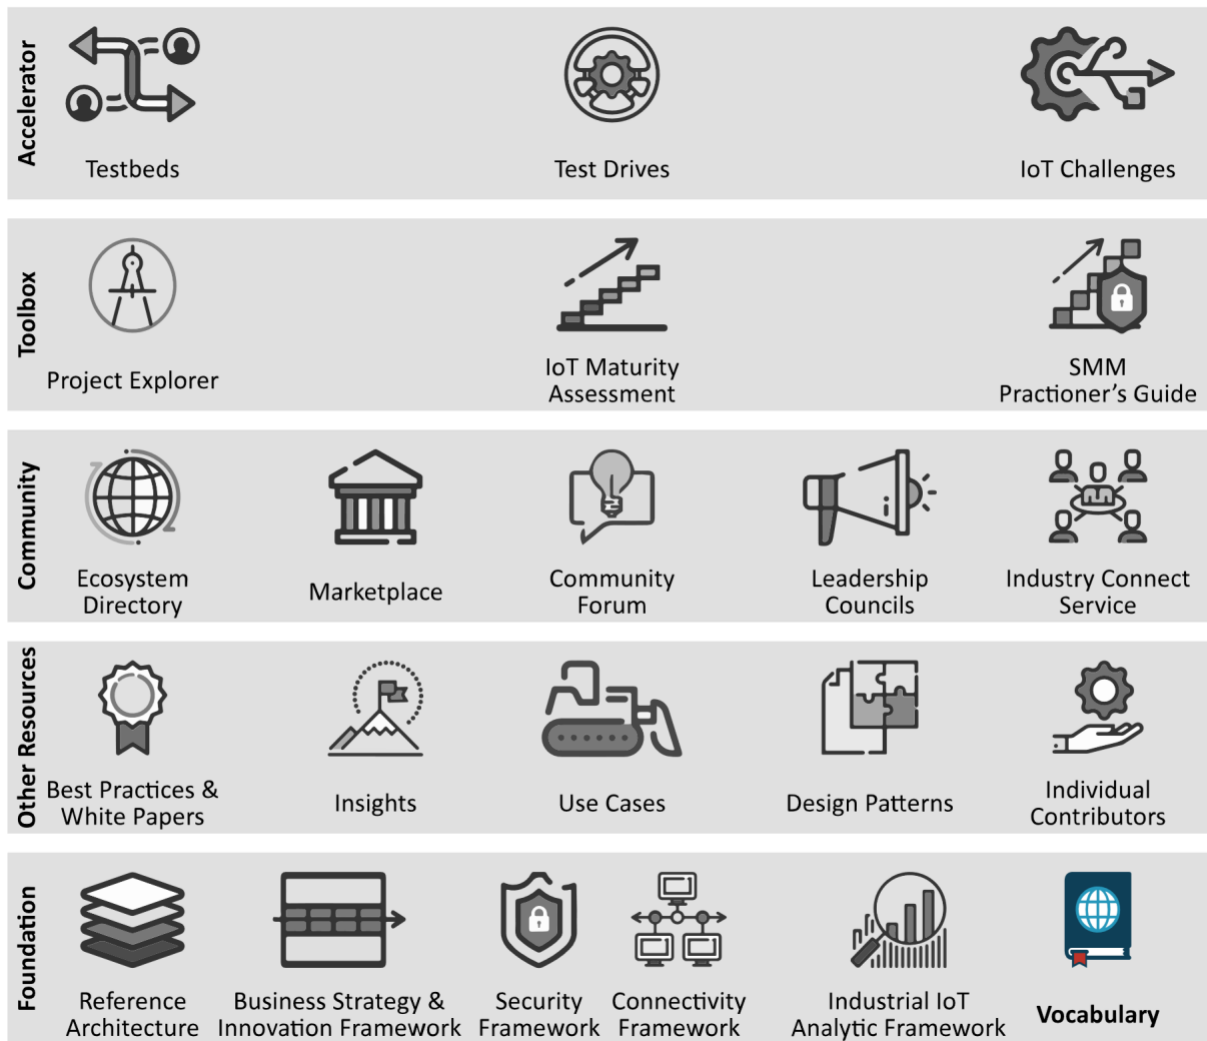 Accelerator
Testbeds
Test Drives
IoT Challenges
Toolbox
Project Explorer
IoT Maturity
Assessment
SMM
Practioner's Guide
Community
Ecosystem
Directory
Marketplace
Community
Forum
Leadership
Councils
Industry Connect
Service
Other Resources
Best Practices &
White Papers
Insights
Use Cases
Design Patterns
Individual
Contributors
Foundation
Reference
Architecture
Business Strategy &
Innovation Framework
Security
Framework
Connectivity
Framework
Industrial IoT
Analytic Framework
Vocabulary